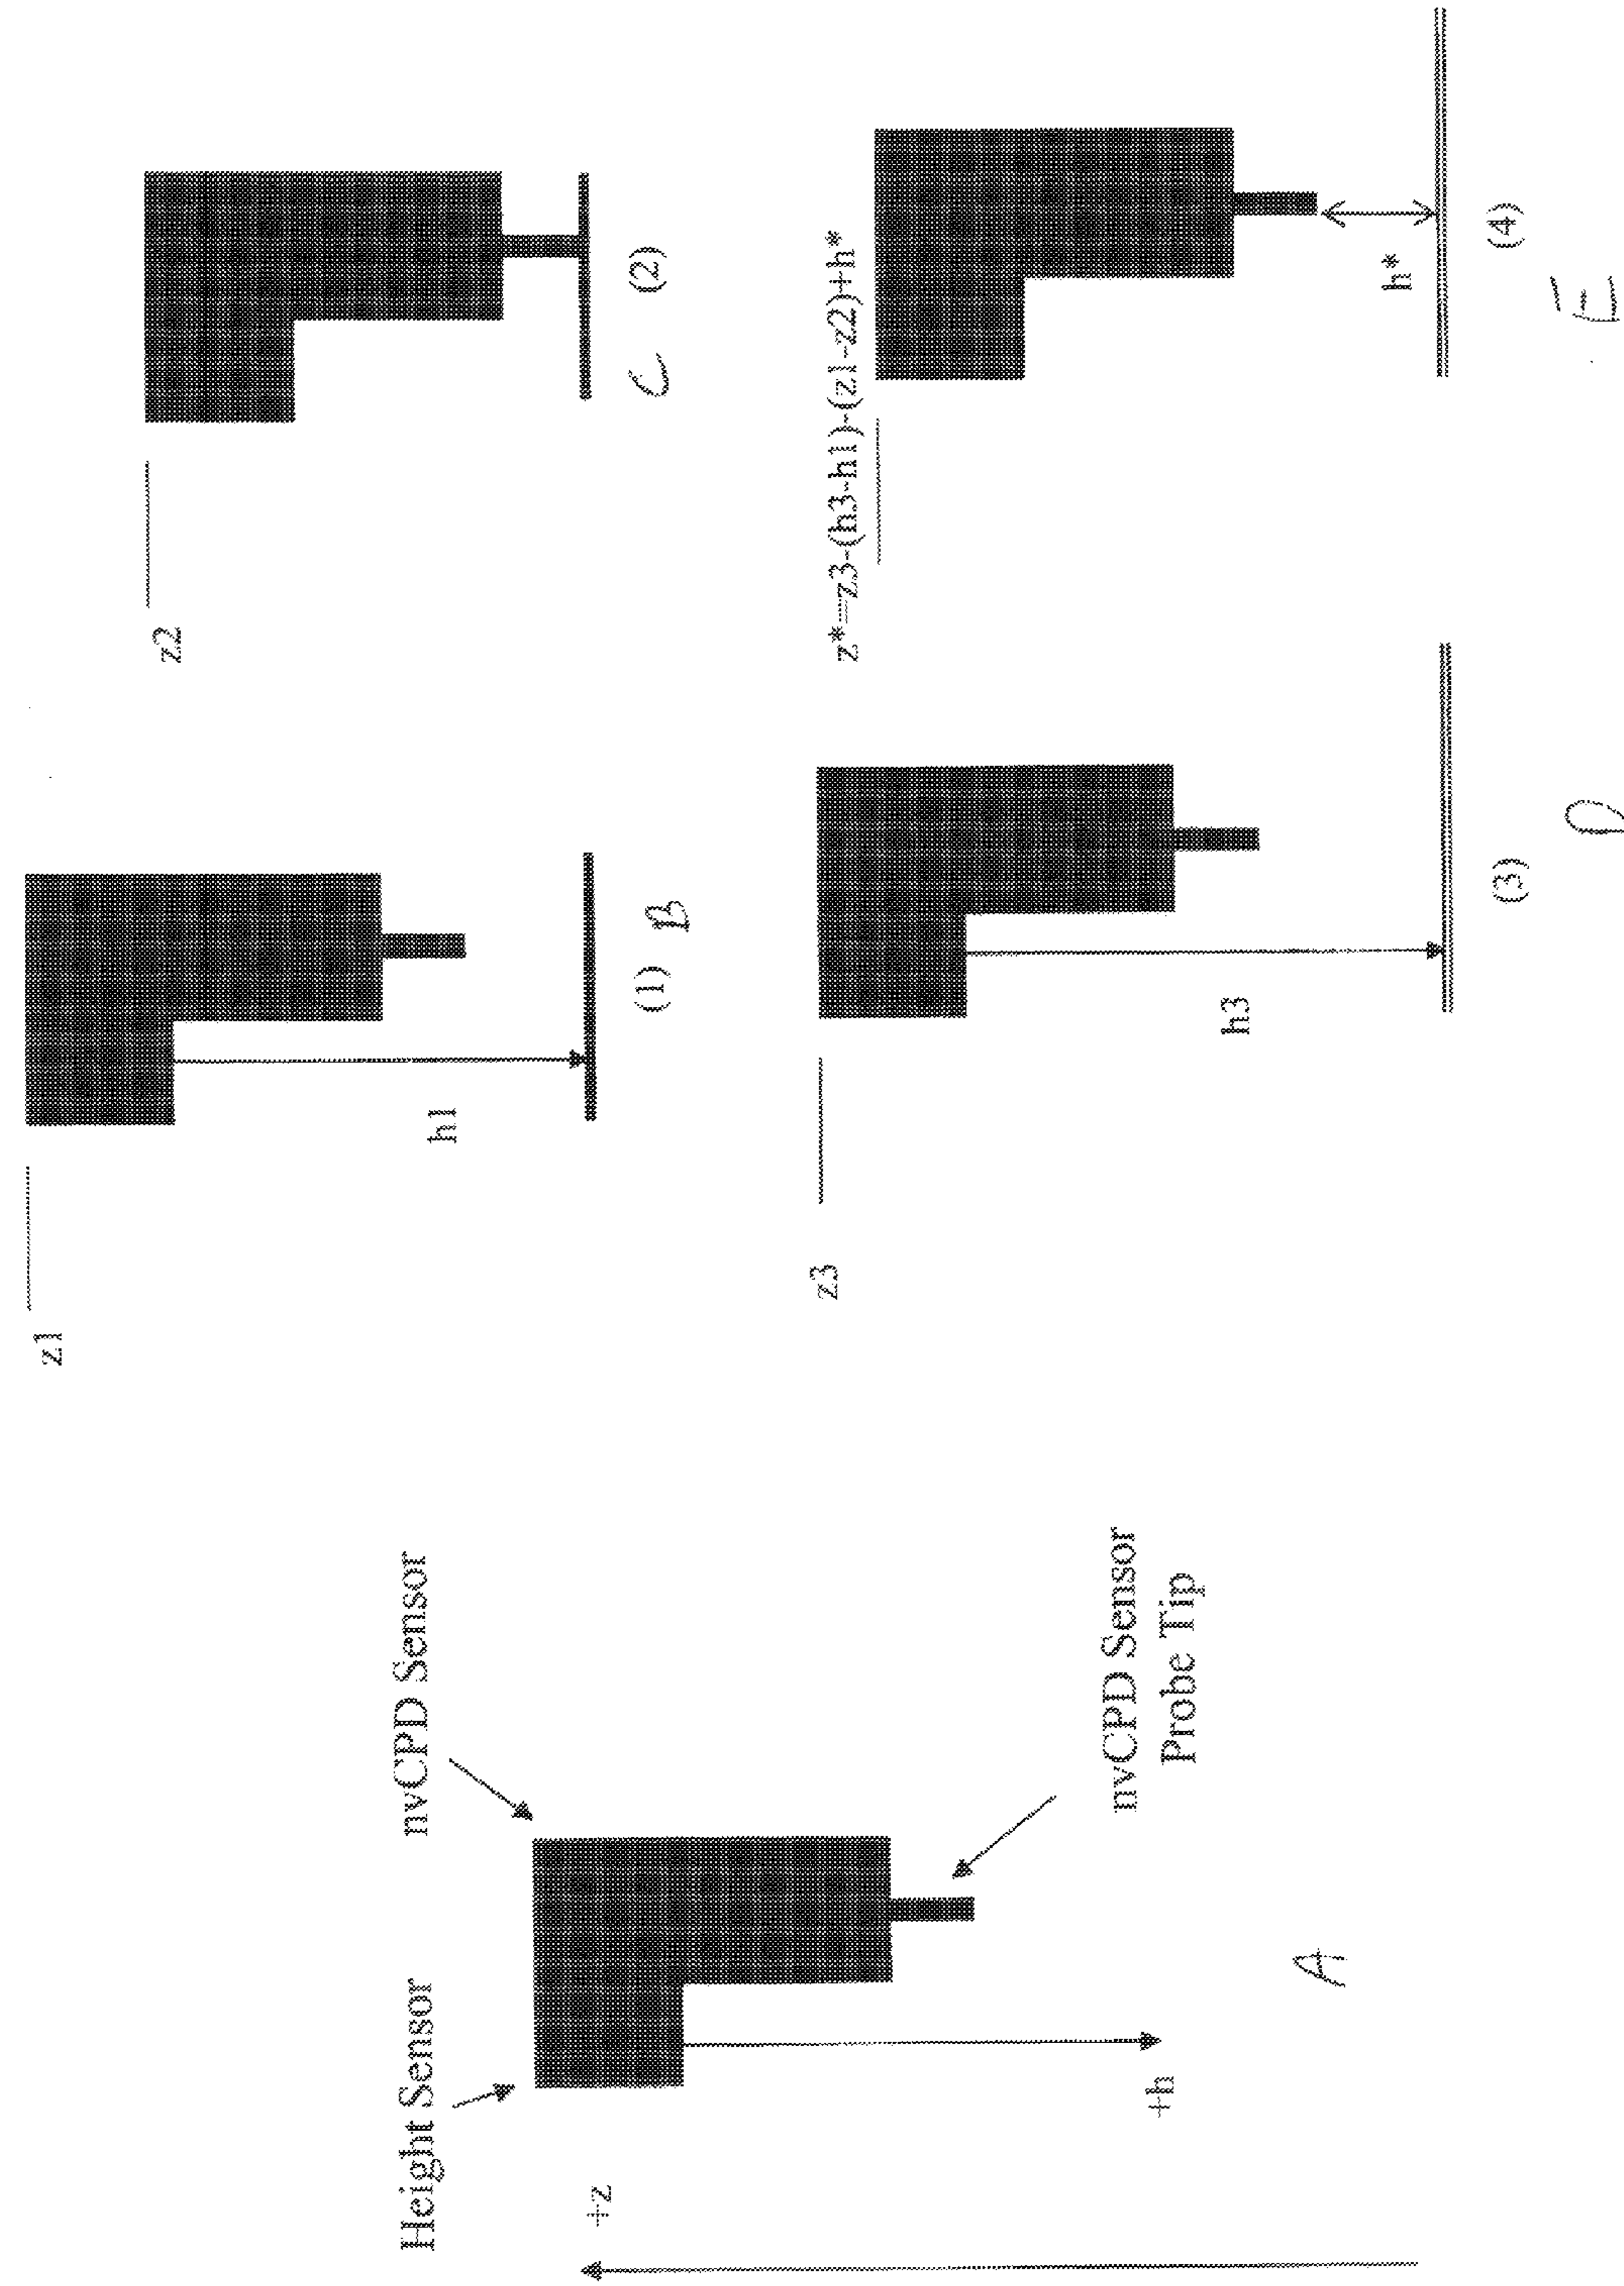 Height Sensor
nvCPD Sensor
+z
+h
nvCPD Sensor
Probe Tip
A
z1
h1
(1)
B
z2
(2)
C
z3
h3
(3)
D
z*=z3-(h3-h1)-(z1-z2)+h*
h*
(4)
E